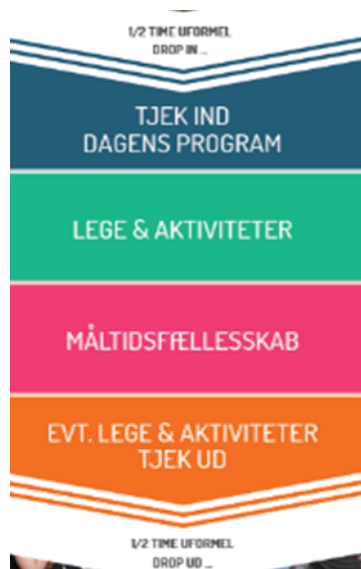 1/2 TIME UFORMEL
DROP IN ...
TJEK IND
DAGENS PROGRAM
LEGE & AKTIVITETER
MÅLTIDSFÆLLESSKAB
EVT. LEGE & AKTIVITETER
TJEK UD
1/2 TIME UFORMEL
DROP UD ...